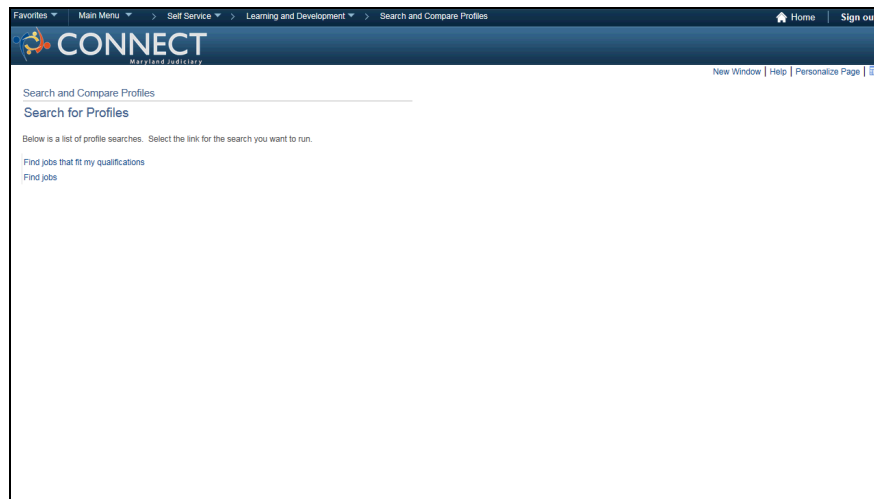 Favorites Main Menu > Self Service > Learning and Development > Search and Compare Profiles Home Sign ou
CONNECT
Maryland Judiciary
New Window | Help | Personalize Page |
Search and Compare Profiles
Search for Profiles
Below is a list of profile searches. Select the link for the search you want to run.
Find jobs that fit my qualifications
Find jobs